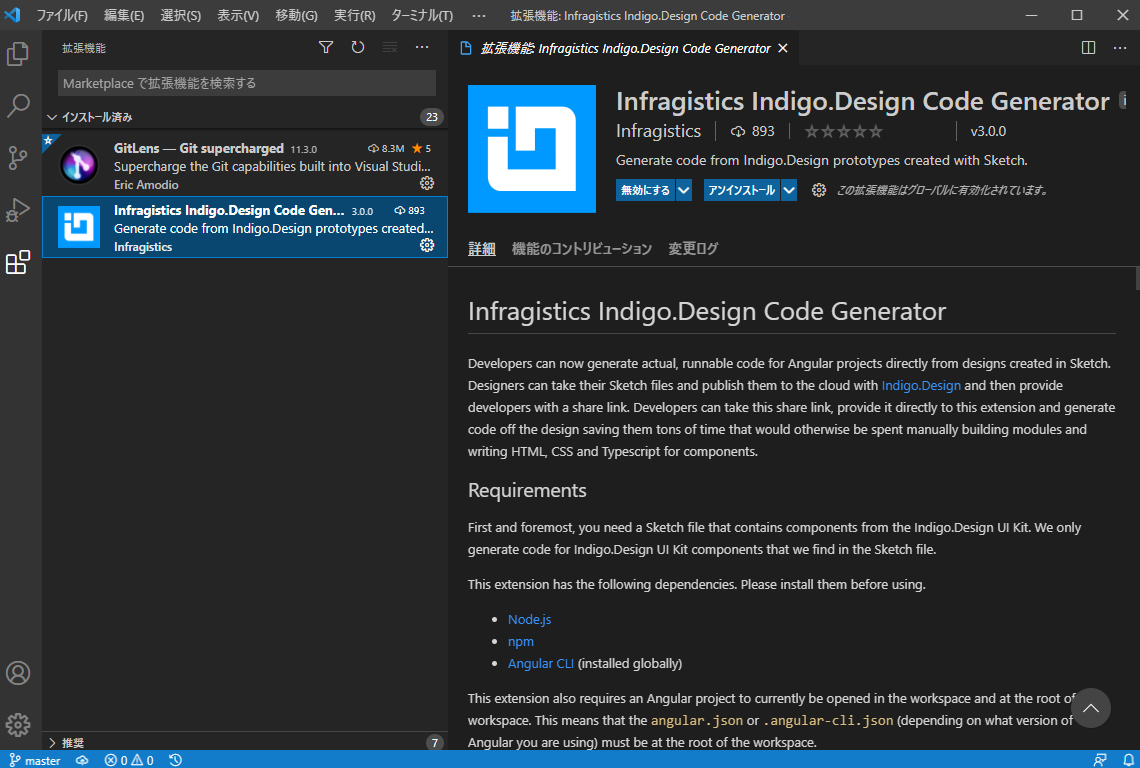 ファイル(F) 編集(E) 選択(S) 表示(V) 移動(G) 実行(R) ターミナル(T) ··· 拡張機能: Infragistics Indigo.Design Code Generator
拡張機能
Marketplace で拡張機能を検索する
インストール済み 23
GitLens — Git supercharged 11.3.0 8.3M 5
Supercharge the Git capabilities built into Visual Studi...
Eric Amodio
Infragistics Indigo.Design Code Gen... 3.0.0 893
Generate code from Indigo.Design prototypes created...
Infragistics
推奨 7
拡張機能: Infragistics Indigo.Design Code Generator
Infragistics Indigo.Design Code Generator
Infragistics 893 v3.0.0
Generate code from Indigo.Design prototypes created with Sketch.
無効にする アンインストール この拡張機能はグローバルに有効化されています。
詳細 機能のコントリビューション 変更ログ
Infragistics Indigo.Design Code Generator
Developers can now generate actual, runnable code for Angular projects directly from designs created in Sketch.
Designers can take their Sketch files and publish them to the cloud with Indigo.Design and then provide
developers with a share link. Developers can take this share link, provide it directly to this extension and generate
code off the design saving them tons of time that would otherwise be spent manually building modules and
writing HTML, CSS and Typescript for components.
Requirements
First and foremost, you need a Sketch file that contains components from the Indigo.Design UI Kit. We only
generate code for Indigo.Design UI Kit components that we find in the Sketch file.
This extension has the following dependencies. Please install them before using.
• Node.js
• npm
• Angular CLI (installed globally)
This extension also requires an Angular project to currently be opened in the workspace and at the root of
workspace. This means that the angular.json or .angular-cli.json (depending on what version of
Angular you are using) must be at the root of the workspace.
master 0 0